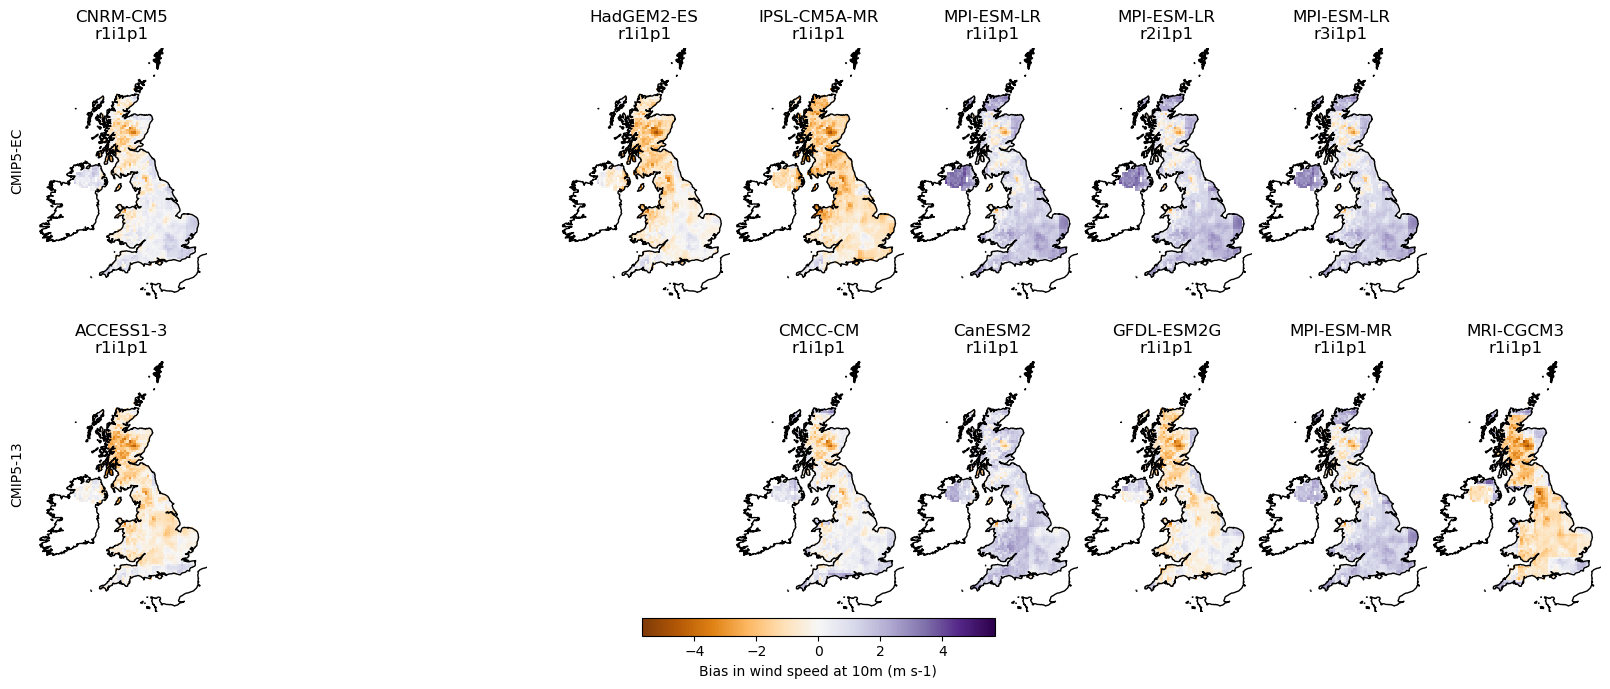 CNRM-CM5
r1i1p1
HadGEM2-ES
r1i1p1
IPSL-CM5A-MR
r1i1p1
MPI-ESM-LR
r1i1p1
MPI-ESM-LR
r2i1p1
MPI-ESM-LR
r3i1p1
CMIP5-EC
ACCESS1-3
r1i1p1
CMCC-CM
r1i1p1
CanESM2
r1i1p1
GFDL-ESM2G
r1i1p1
MPI-ESM-MR
r1i1p1
MRI-CGCM3
r1i1p1
CMIP5-13
−4 −2 0 2 4
Bias in wind speed at 10m (m s-1)